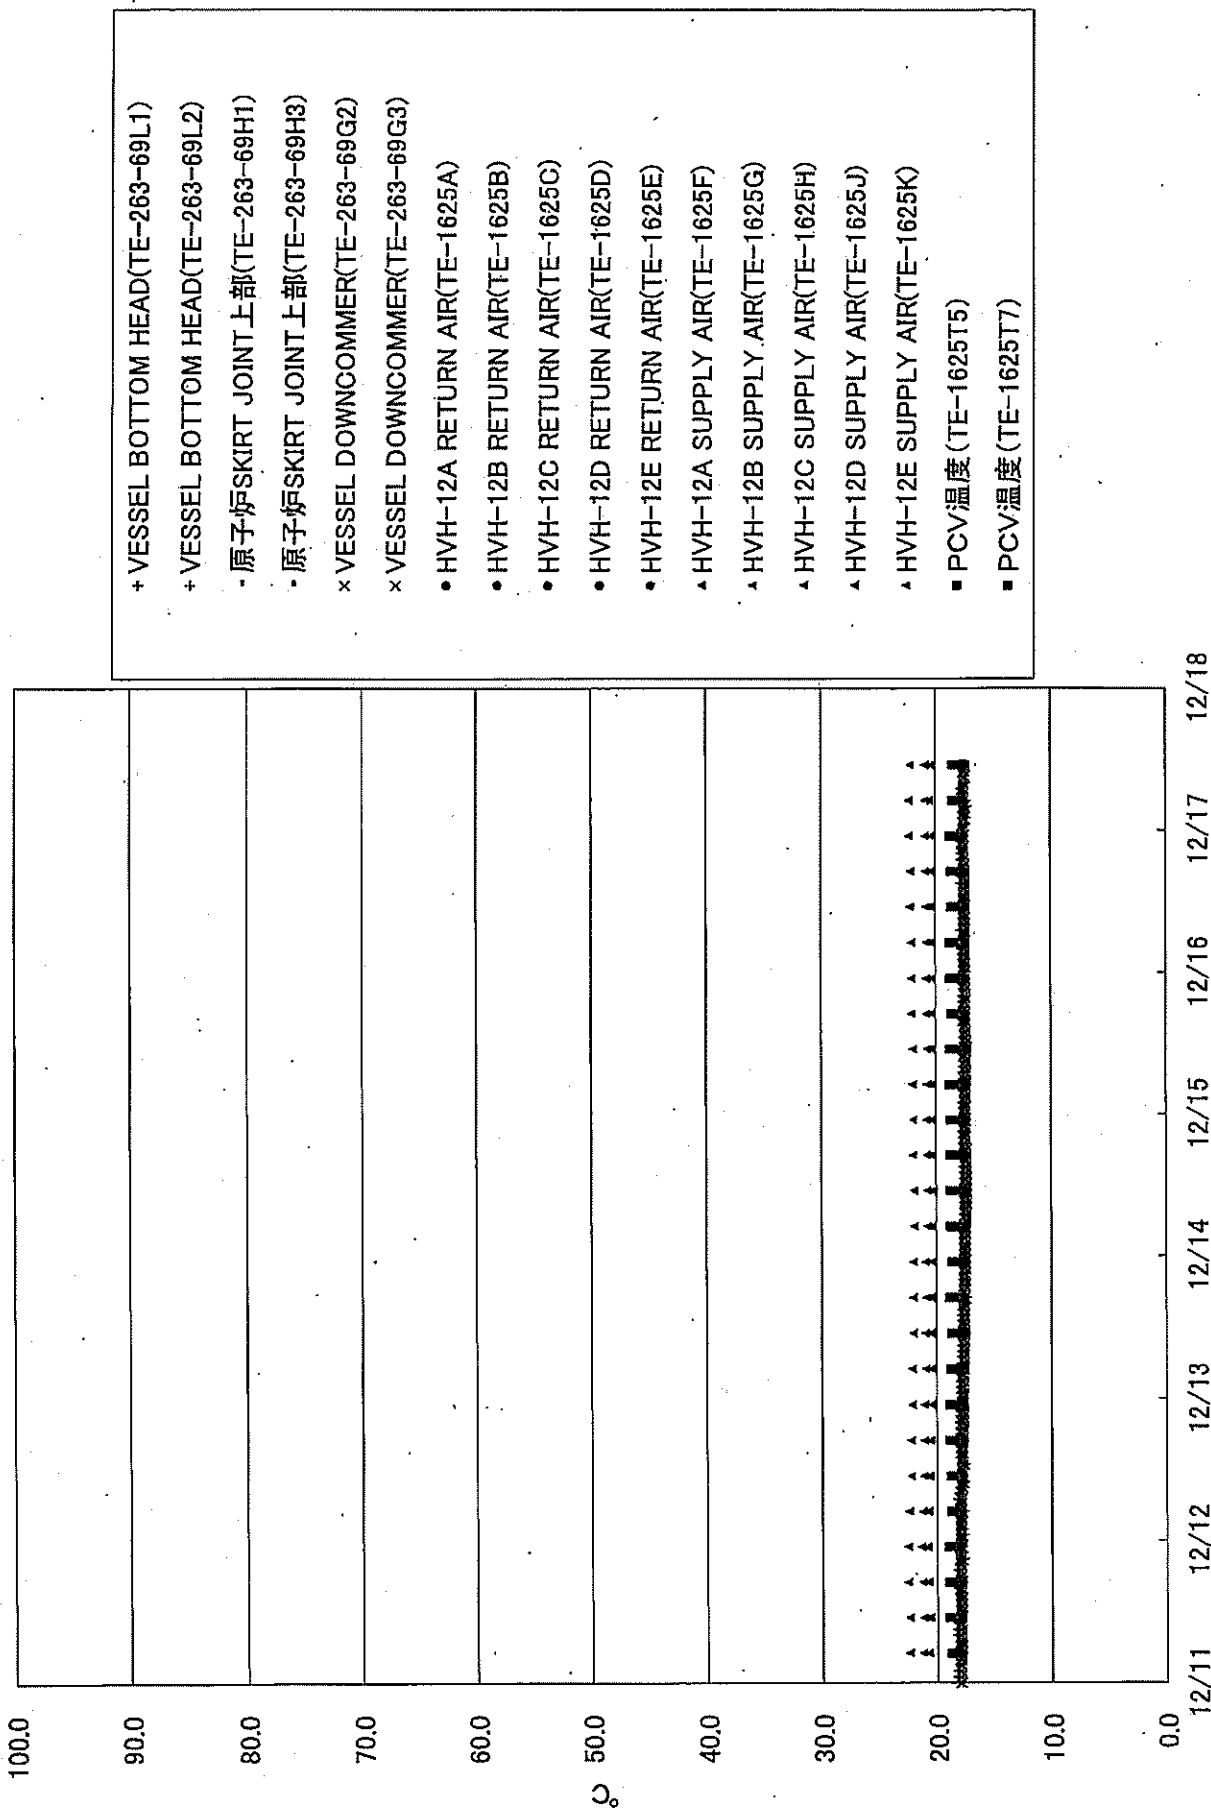 100.0
90.0
80.0
70.0
60.0
50.0
40.0
30.0
20.0
10.0
0.0
℃
12/11
12/12
12/13
12/14
12/15
12/16
12/17
12/18
+ VESSEL BOTTOM HEAD(TE-263-69L1)
+ VESSEL BOTTOM HEAD(TE-263-69L2)
- 原子炉SKIRT JOINT上部(TE-263-69H1)
- 原子炉SKIRT JOINT上部(TE-263-69H3)
× VESSEL DOWNCOMMER(TE-263-69G2)
× VESSEL DOWNCOMMER(TE-263-69G3)
● HVH-12A RETURN AIR(TE-1625A)
● HVH-12B RETURN AIR(TE-1625B)
● HVH-12C RETURN AIR(TE-1625C)
● HVH-12D RETURN AIR(TE-1625D)
● HVH-12E RETURN AIR(TE-1625E)
▲ HVH-12A SUPPLY AIR(TE-1625F)
▲ HVH-12B SUPPLY AIR(TE-1625G)
▲ HVH-12C SUPPLY AIR(TE-1625H)
▲ HVH-12D SUPPLY AIR(TE-1625J)
▲ HVH-12E SUPPLY AIR(TE-1625K)
■ PCV温度(TE-1625T5)
■ PCV温度(TE-1625T7)